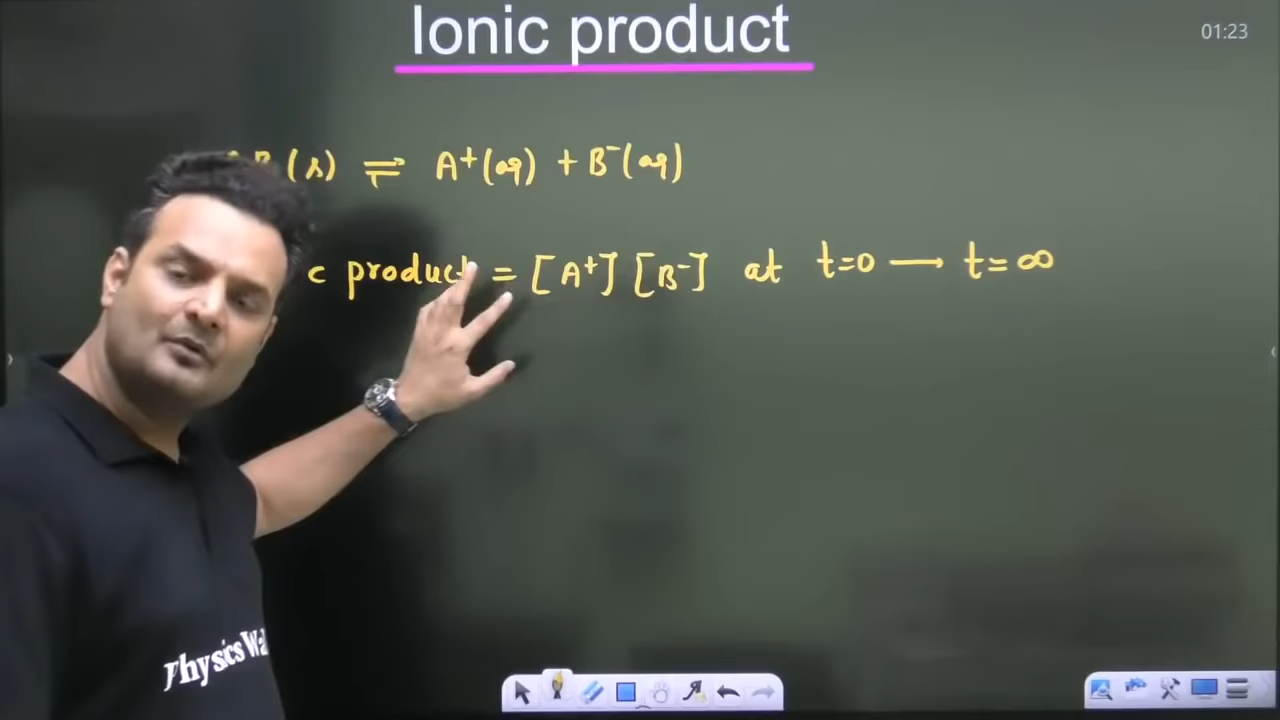 Ionic product
01:23
(s) ⇌ A⁺(aq) + B⁻(aq)
c product = [A⁺] [B⁻] at t=0 → t=∞
Physics Wa